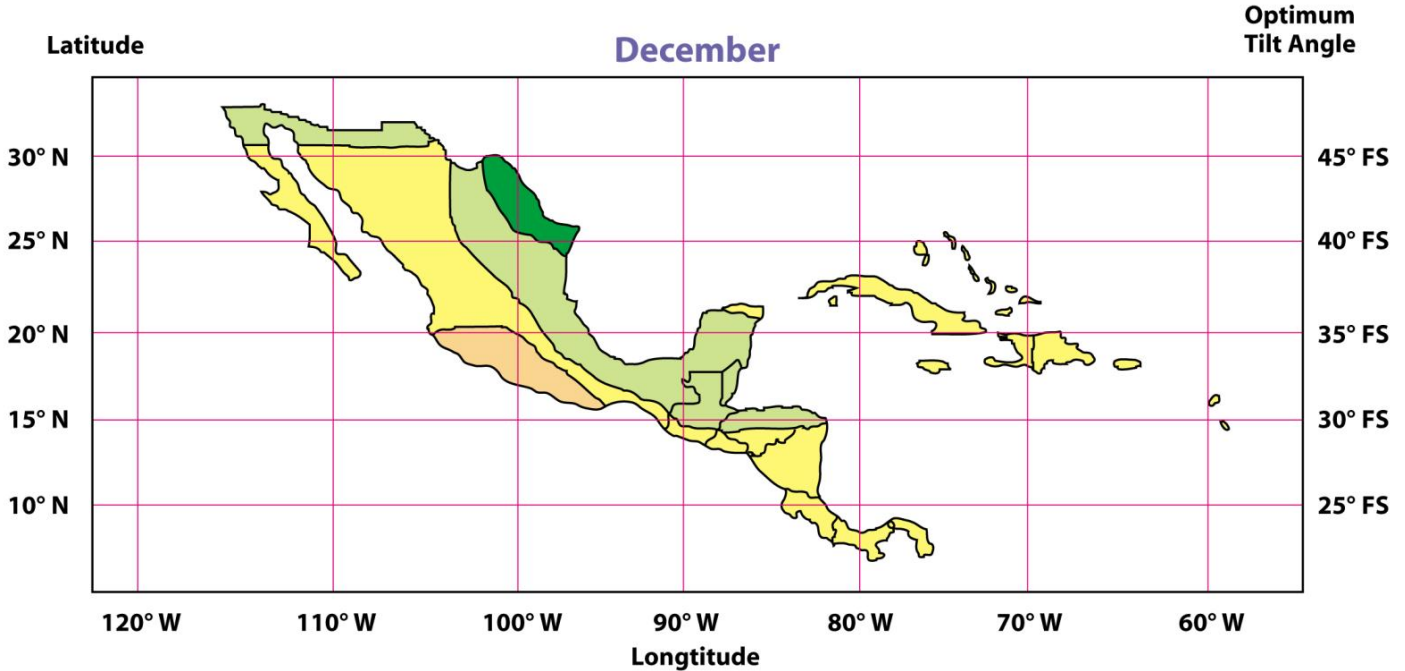 Latitude
December
Optimum
Tilt Angle
30° N
45° FS
25° N
40° FS
20° N
35° FS
15° N
30° FS
10° N
25° FS
120° W
110° W
100° W
90° W
80° W
70° W
60° W
Longtitude